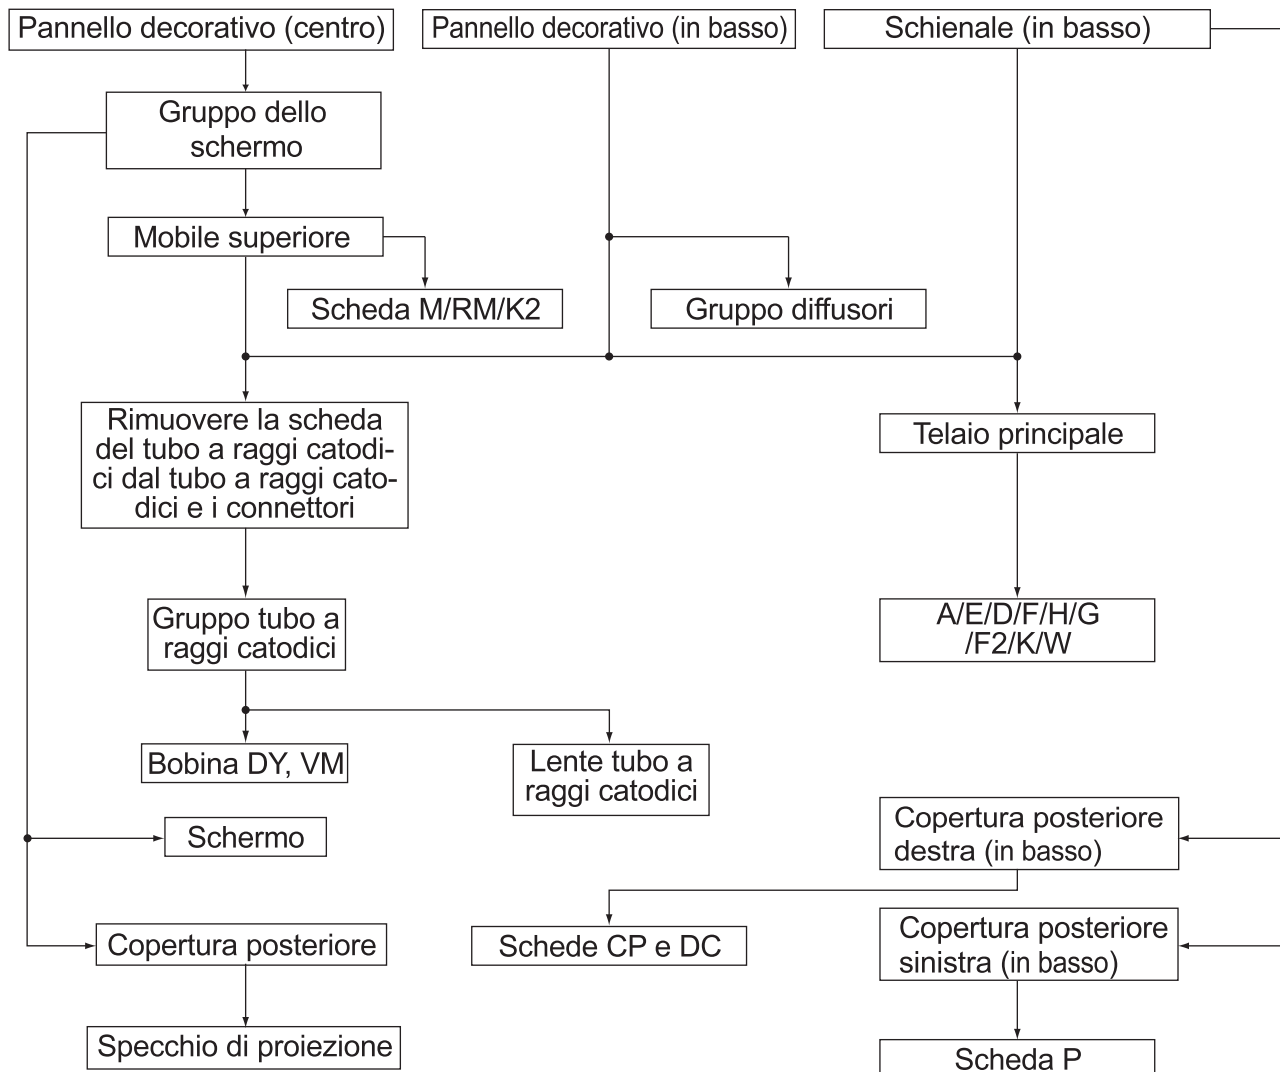 Pannello decorativo (centro)
Pannello decorativo (in basso)
Schienale (in basso)
Gruppo dello
schermo
Mobile superiore
Scheda M/RM/K2
Gruppo diffusori
Rimuovere la scheda
del tubo a raggi catodi-
ci dal tubo a raggi cato-
dici e i connettori
Telaio principale
Gruppo tubo a
raggi catodici
A/E/D/F/H/G
/F2/K/W
Bobina DY, VM
Lente tubo a
raggi catodici
Schermo
Copertura posteriore
destra (in basso)
Copertura posteriore
Schede CP e DC
Copertura posteriore
sinistra (in basso)
Specchio di proiezione
Scheda P